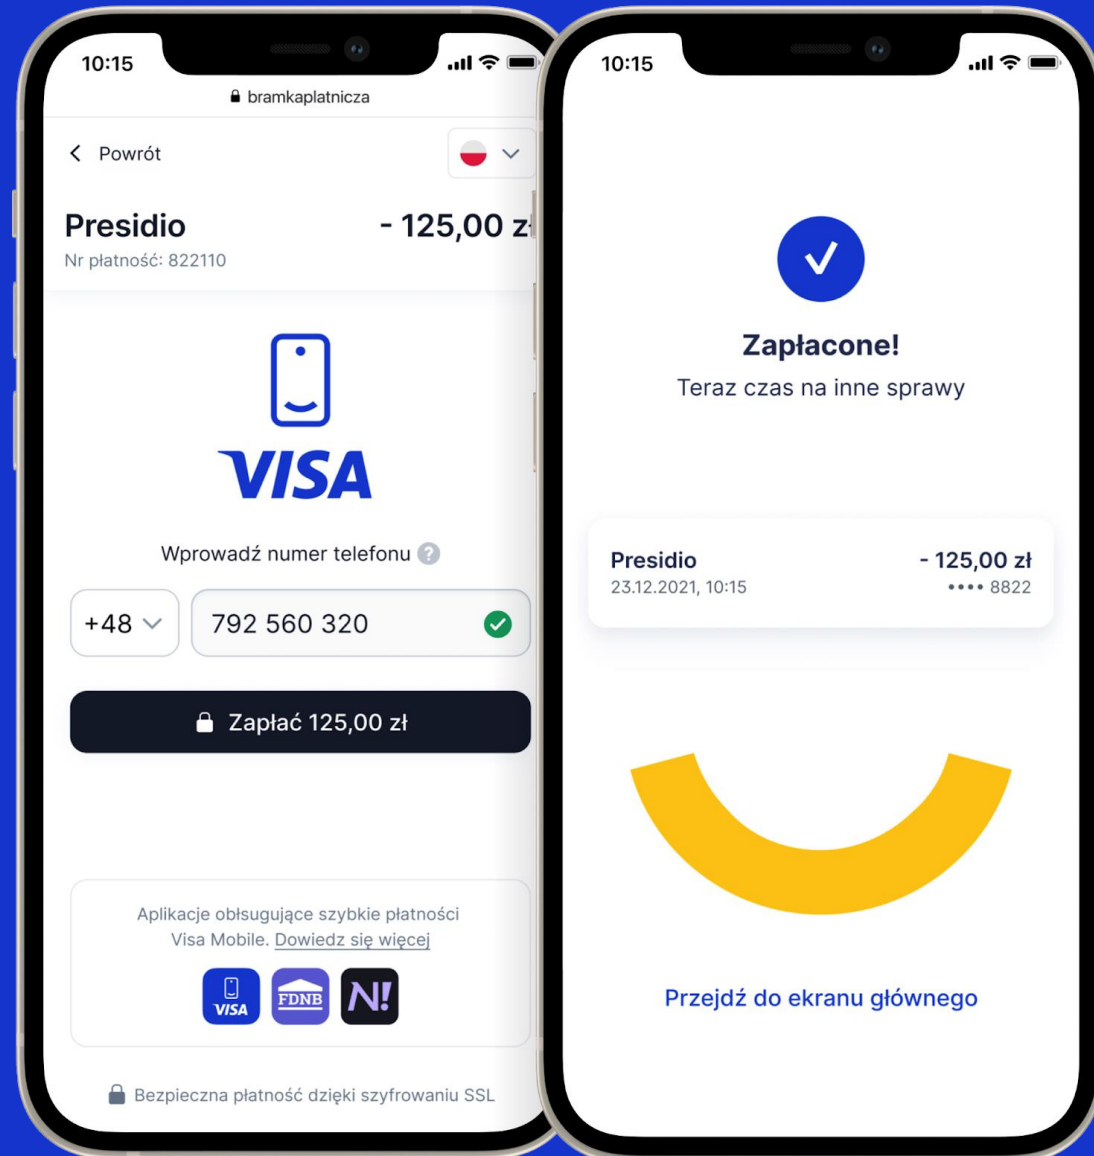 10:15
bramkaplatnicza
Powrót
Presidio - 125,00 zł
Nr płatność: 822110
VISA
Wprowadź numer telefonu ?
+48 792 560 320
Zapłać 125,00 zł
Aplikacje obłsugujące szybkie płatności
Visa Mobile. Dowiedz się więcej
VISA FDNB N!
Bezpieczna płatność dzięki szyfrowaniu SSL
10:15
Zapłacone!
Teraz czas na inne sprawy
Presidio - 125,00 zł
23.12.2021, 10:15 •••• 8822
Przejdź do ekranu głównego